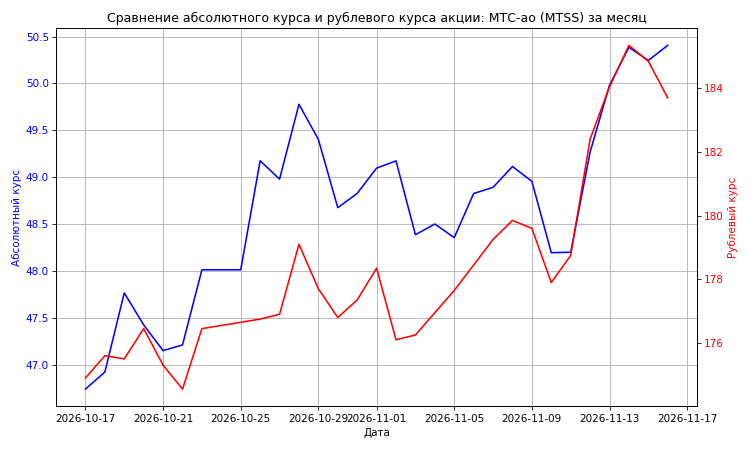 Сравнение абсолютного курса и рублевого курса акции: МТС-ао (MTSS) за месяц
50.5
50.0
49.5
49.0
48.5
48.0
47.5
47.0
Абсолютный курс
184
182
180
178
176
Рублевый курс
2026-10-17 2026-10-21 2026-10-25 2026-10-29 2026-11-01 2026-11-05 2026-11-09 2026-11-13 2026-11-17
Дата